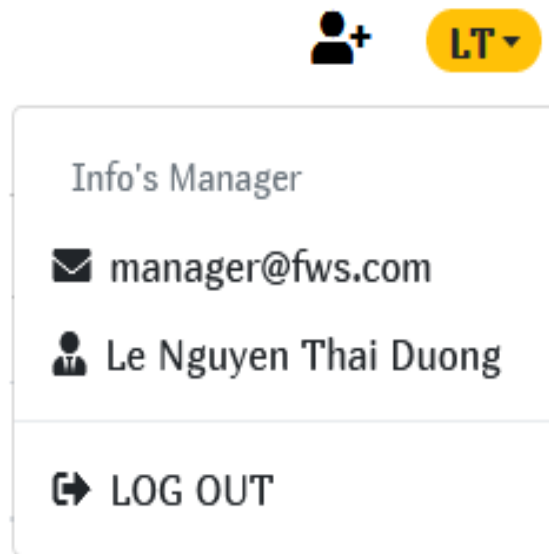 LT
Info's Manager
manager@fws.com
Le Nguyen Thai Duong
LOG OUT